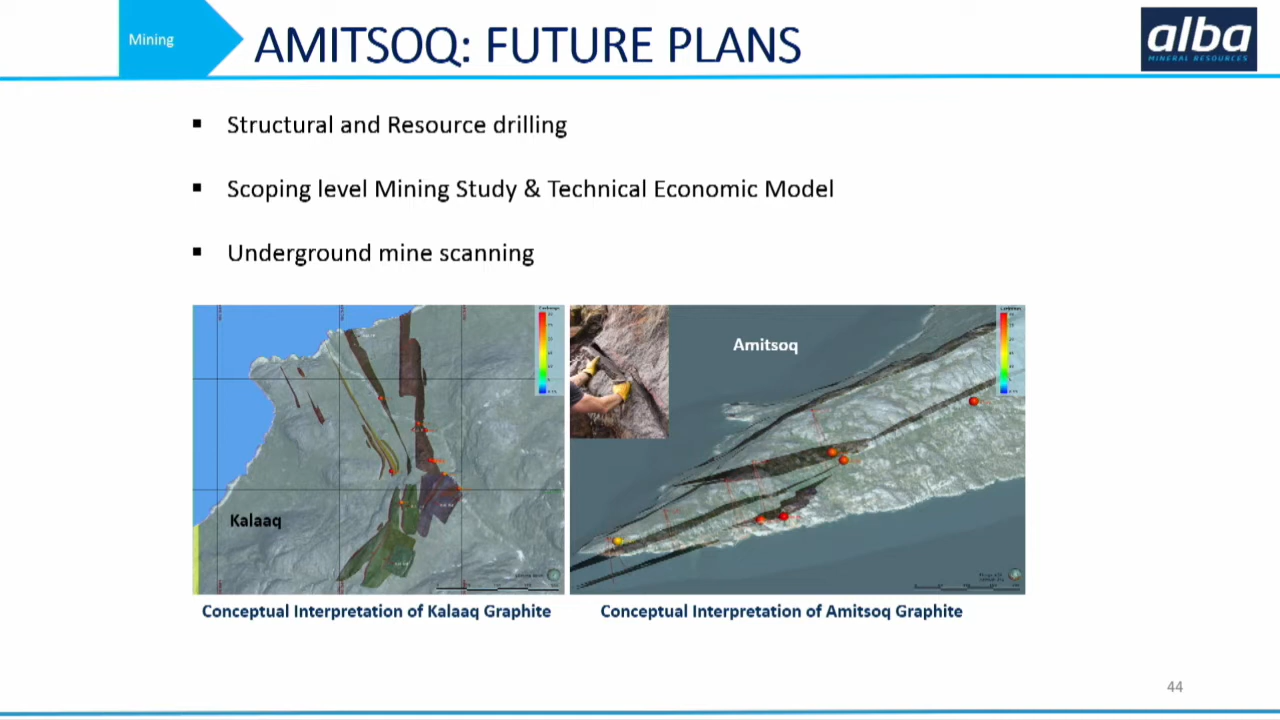 Mining
AMITSOQ: FUTURE PLANS
alba
MINERAL RESOURCES
▪ Structural and Resource drilling
▪ Scoping level Mining Study & Technical Economic Model
▪ Underground mine scanning
Amitsoq
Kalaaq
Conceptual Interpretation of Kalaaq Graphite
Conceptual Interpretation of Amitsoq Graphite
44